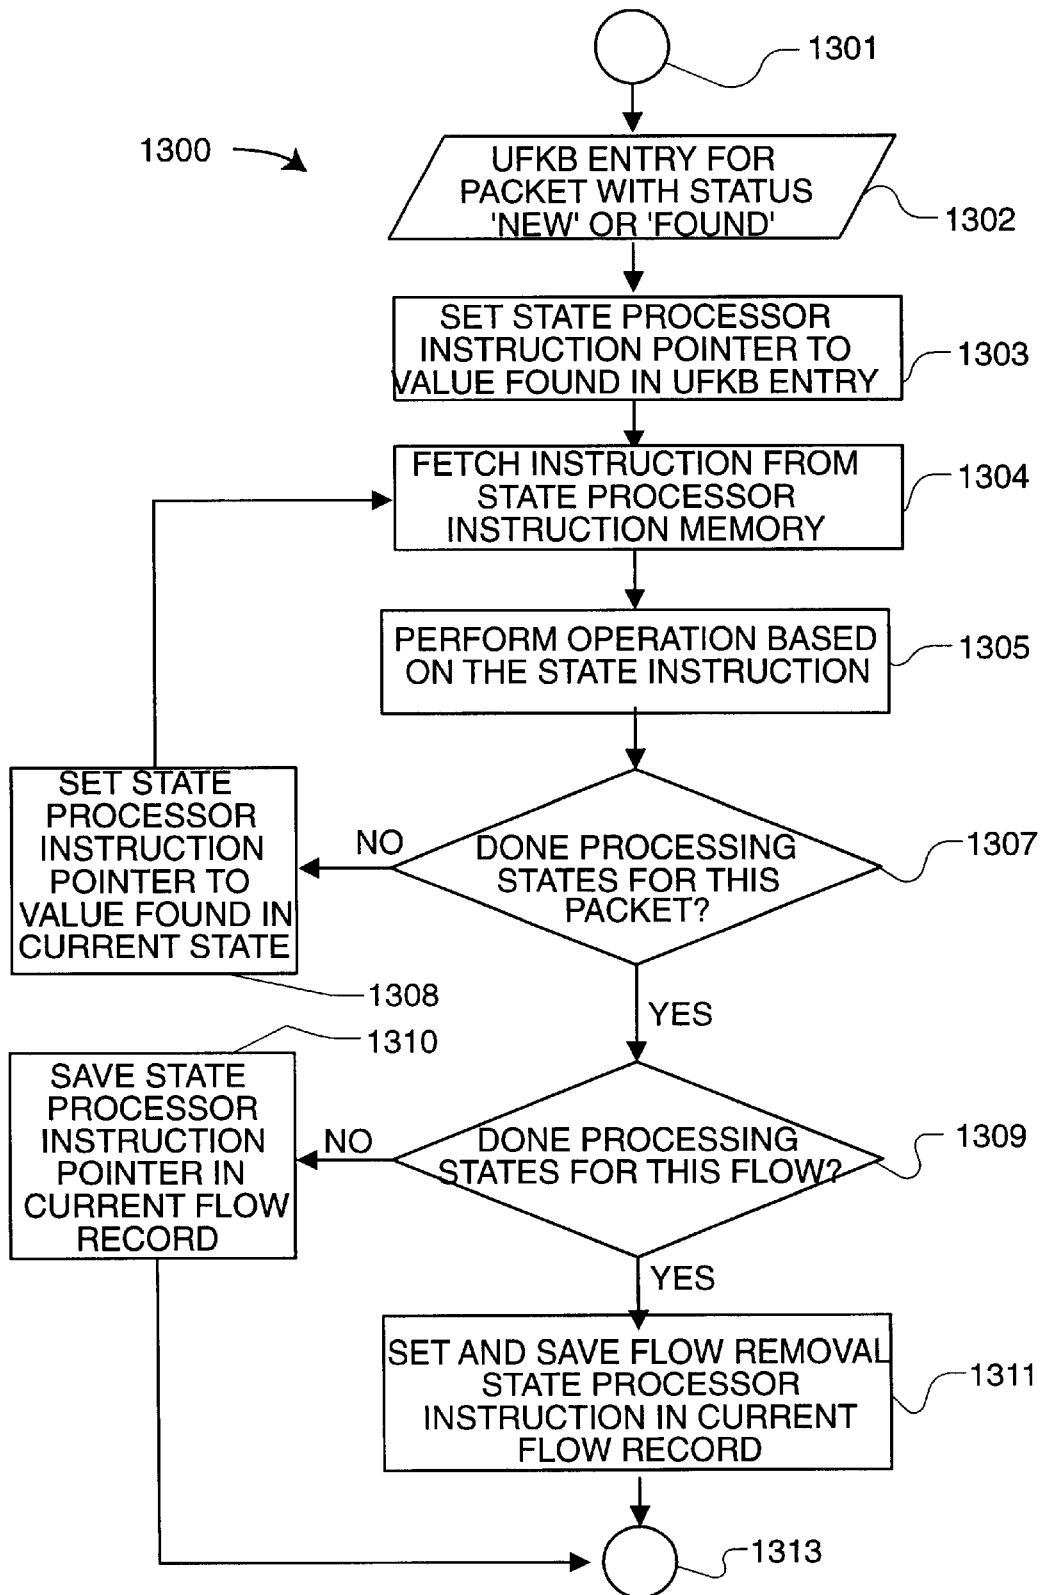 1301
1300
UFKB ENTRY FOR
PACKET WITH STATUS
'NEW' OR 'FOUND'
1302
SET STATE PROCESSOR
INSTRUCTION POINTER TO
VALUE FOUND IN UFKB ENTRY
1303
FETCH INSTRUCTION FROM
STATE PROCESSOR
INSTRUCTION MEMORY
1304
PERFORM OPERATION BASED
ON THE STATE INSTRUCTION
1305
DONE PROCESSING
STATES FOR THIS
PACKET?
1307
NO
SET STATE
PROCESSOR
INSTRUCTION
POINTER TO
VALUE FOUND IN
CURRENT STATE
1308
YES
1310
SAVE STATE
PROCESSOR
INSTRUCTION
POINTER IN
CURRENT FLOW
RECORD
NO
DONE PROCESSING
STATES FOR THIS FLOW?
1309
YES
SET AND SAVE FLOW REMOVAL
STATE PROCESSOR
INSTRUCTION IN CURRENT
FLOW RECORD
1311
1313